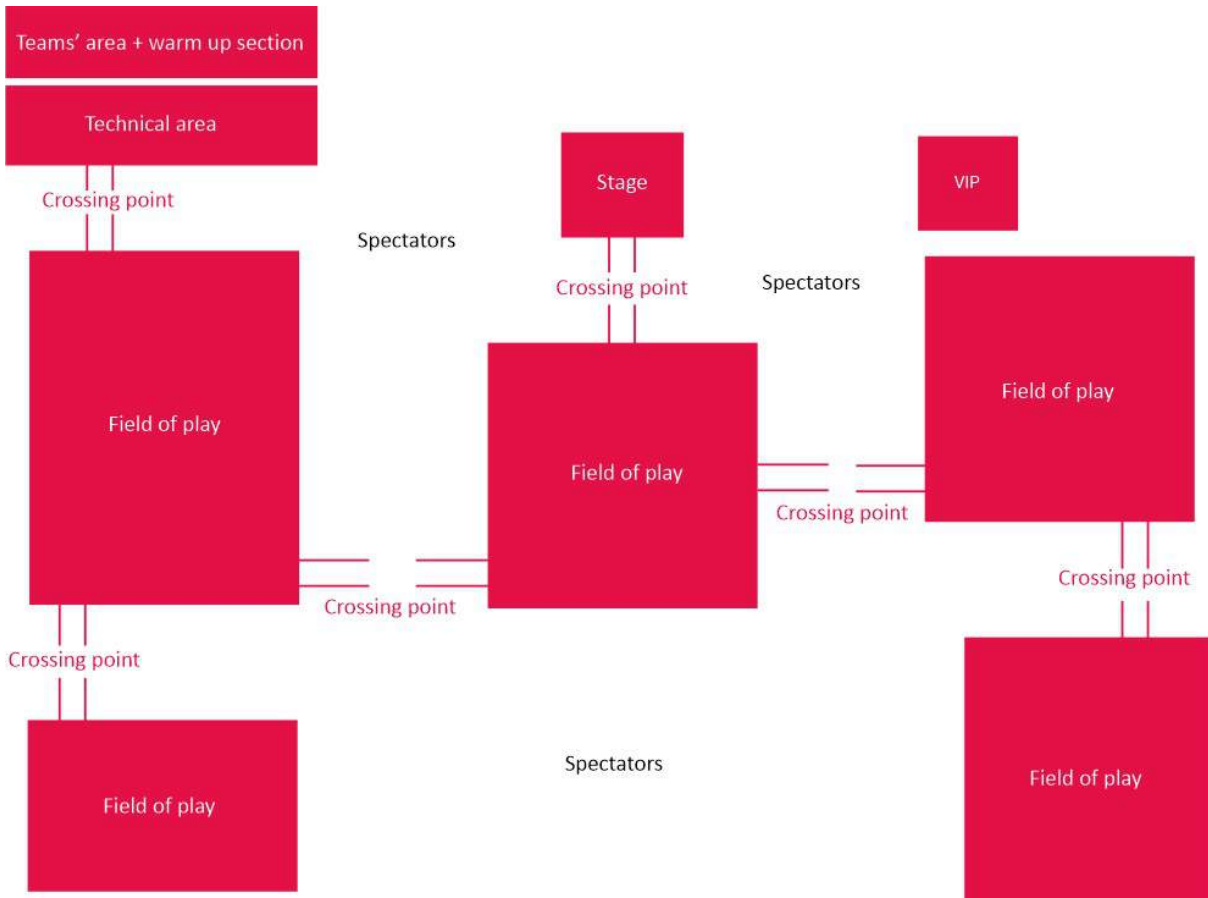 Teams’ area + warm up section
Technical area
Crossing point
Stage
VIP
Spectators
Crossing point
Spectators
Field of play
Field of play
Field of play
Crossing point
Crossing point
Crossing point
Crossing point
Spectators
Field of play
Field of play